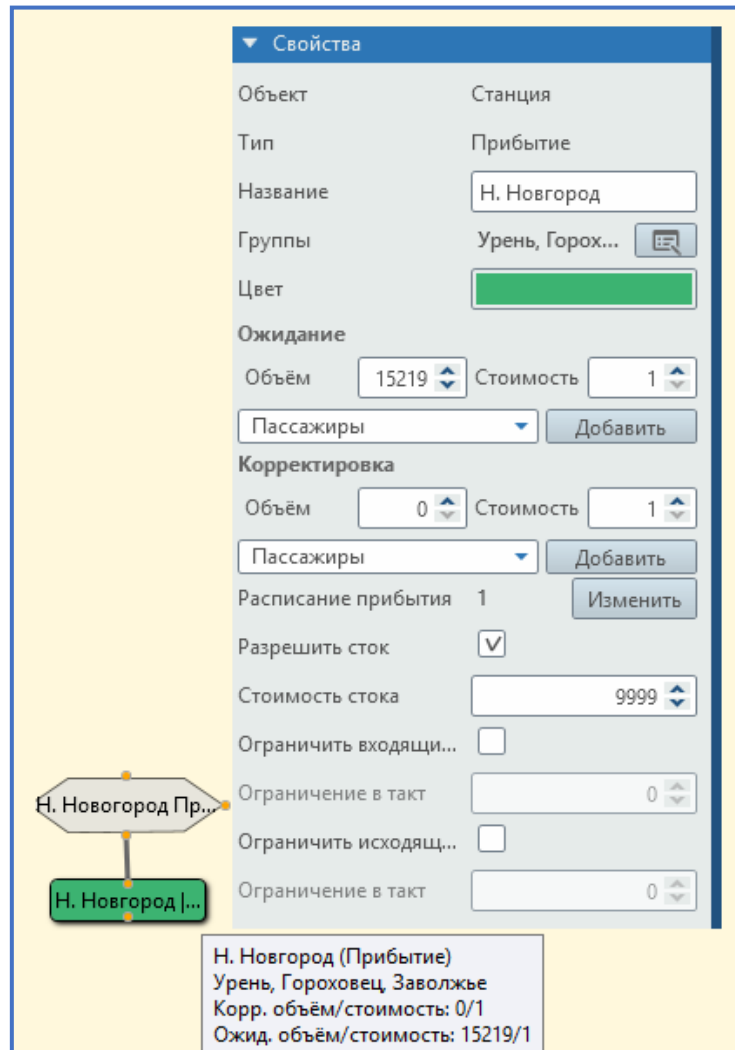 Свойства
Объект Станция
Тип Прибытие
Название Н. Новгород
Группы Урень, Горох...
Цвет
Ожидание
Объём 15219 Стоимость 1
Пассажиры Добавить
Корректировка
Объём 0 Стоимость 1
Пассажиры Добавить
Расписание прибытия 1 Изменить
Разрешить сток
Стоимость стока 9999
Ограничить входящи...
Ограничение в такт 0
Ограничить исходящ...
Ограничение в такт 0
Н. Новогород Пр...
Н. Новгород |...
Н. Новгород (Прибытие)
Урень, Гороховец, Заволжье
Корр. объём/стоимость: 0/1
Ожид. объём/стоимость: 15219/1